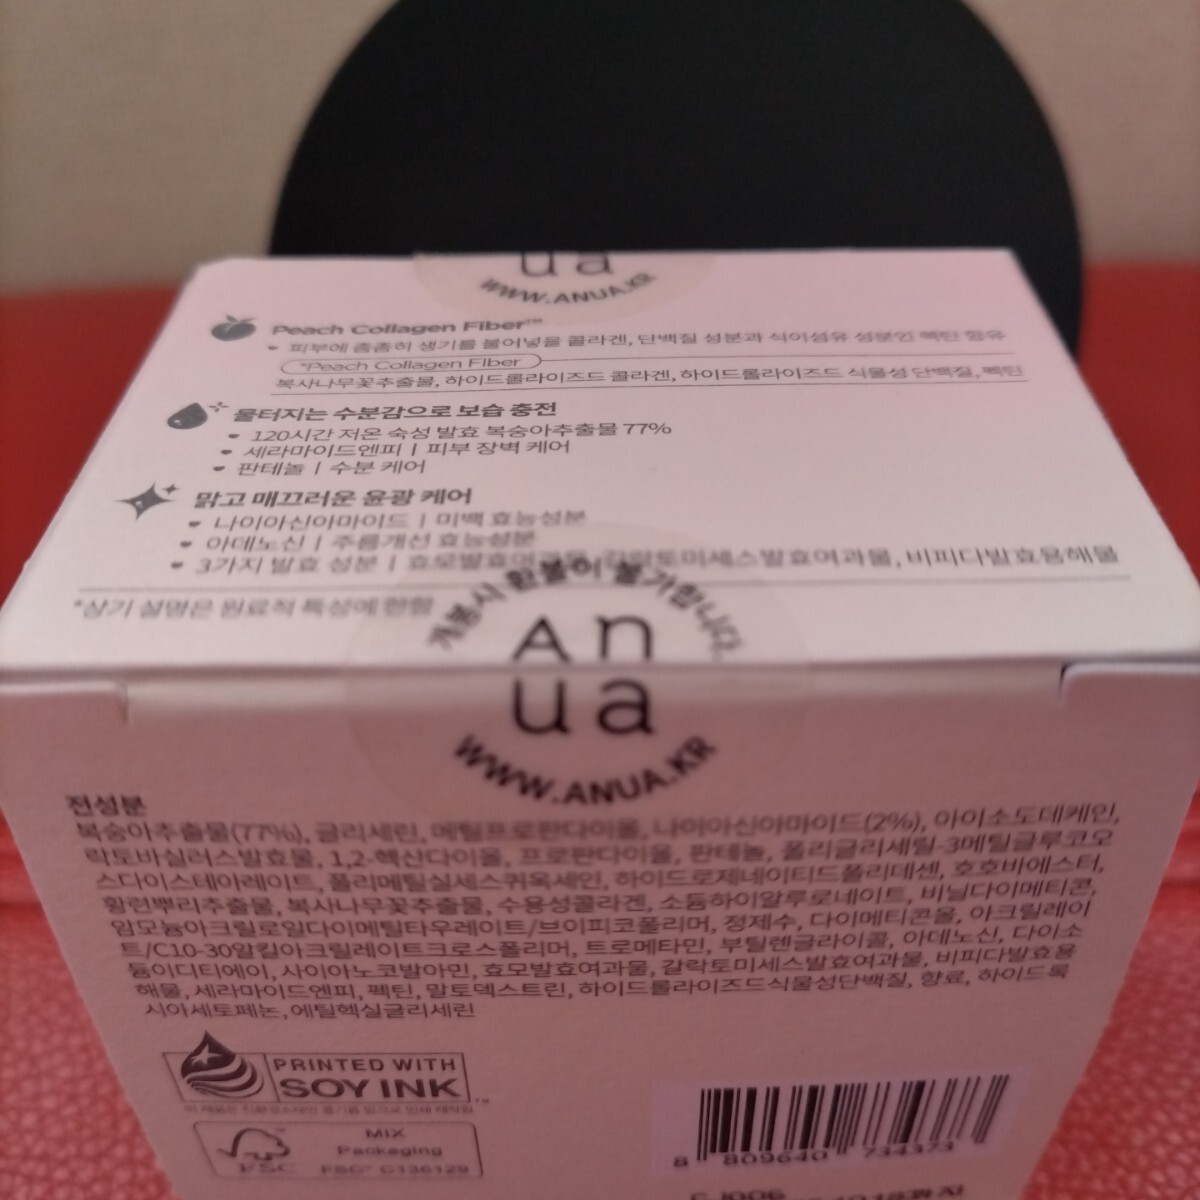 ua
WWW.ANUA.KR
Peach Collagen Fiber™
• 피부에 촘촘히 생기를 불어넣을 콜라겐, 단백질 성분과 식이섬유 성분인 펙틴 함유
*Peach Collagen Fiber
복사나무꽃추출물, 하이드롤라이즈드 콜라겐, 하이드롤라이즈드 식물성 단백질, 펙틴
물터지는 수분감으로 보습 충전
• 120시간 저온 숙성 발효 복숭아추출물 77%
• 세라마이드엔피 | 피부 장벽 케어
• 판테놀 | 수분 케어
맑고 매끄러운 윤광 케어
• 나이아신아마이드 | 미백 효능성분
• 아데노신 | 주름개선 효능성분
• 3가지 발효 성분 | 효모발효여과물, 갈락토미세스발효여과물, 비피다발효용해물
*상기 설명은 원료적 특성에 한함
개봉시 환불이 불가합니다.
An
ua
WWW.ANUA.KR
전성분
복숭아추출물(77%), 글리세린, 메틸프로판다이올, 나이아신아마이드(2%), 아이소도데케인,
락토바실러스발효물, 1,2-헥산다이올, 프로판다이올, 판테놀, 폴리글리세릴-3메틸글루코오
스디이스테아레이트, 폴리메틸실세스퀴옥세인, 하이드로제네이티드폴리데센, 호호바에스터,
황련뿌리추출물, 복사나무꽃추출물, 수용성콜라겐, 소듐하이알루로네이트, 비닐다이메티콘,
암모늄아크릴로일다이메틸타우레이트/브이피코폴리머, 정제수, 다이메티콘올, 아크릴레이
트/C10-30알킬아크릴레이트크로스폴리머, 트로메타민, 부틸렌글라이콜, 아데노신, 다이소
듐이디티에이, 사이아노코발아민, 효모발효여과물, 갈락토미세스발효여과물, 비피다발효용
해물, 세라마이드엔피, 펙틴, 말토덱스트린, 하이드롤라이즈드식물성단백질, 향료, 하이드록
시아세토페논, 에틸헥실글리세린
PRINTED WITH
SOY INK™
이 제품은 친환경소재인 콩기름 잉크로 인쇄
MIX
Packaging
FSC
FSC™ C136129
8 809640 734373